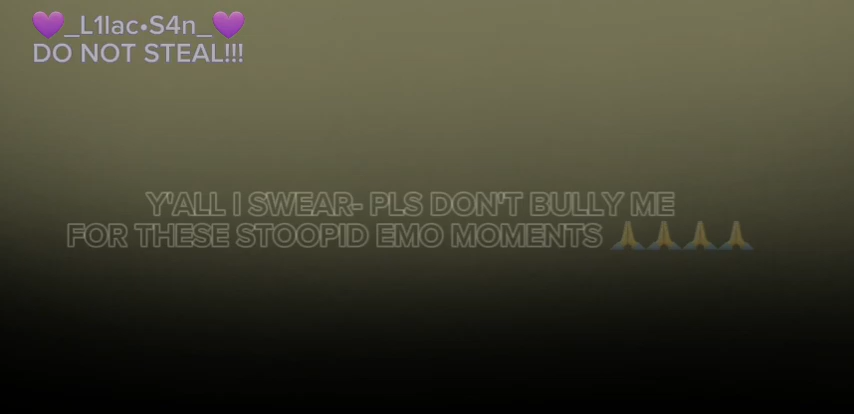 💜_L1lac•S4n_💜
DO NOT STEAL!!!
Y'ALL I SWEAR- PLS DON'T BULLY ME
FOR THESE STOOPID EMO MOMENTS 🙏🙏🙏🙏